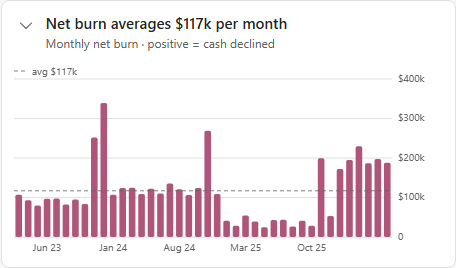 Net burn averages $117k per month
Monthly net burn · positive = cash declined
avg $117k
$400k
$300k
$200k
$100k
0
Jun 23 Jan 24 Aug 24 Mar 25 Oct 25